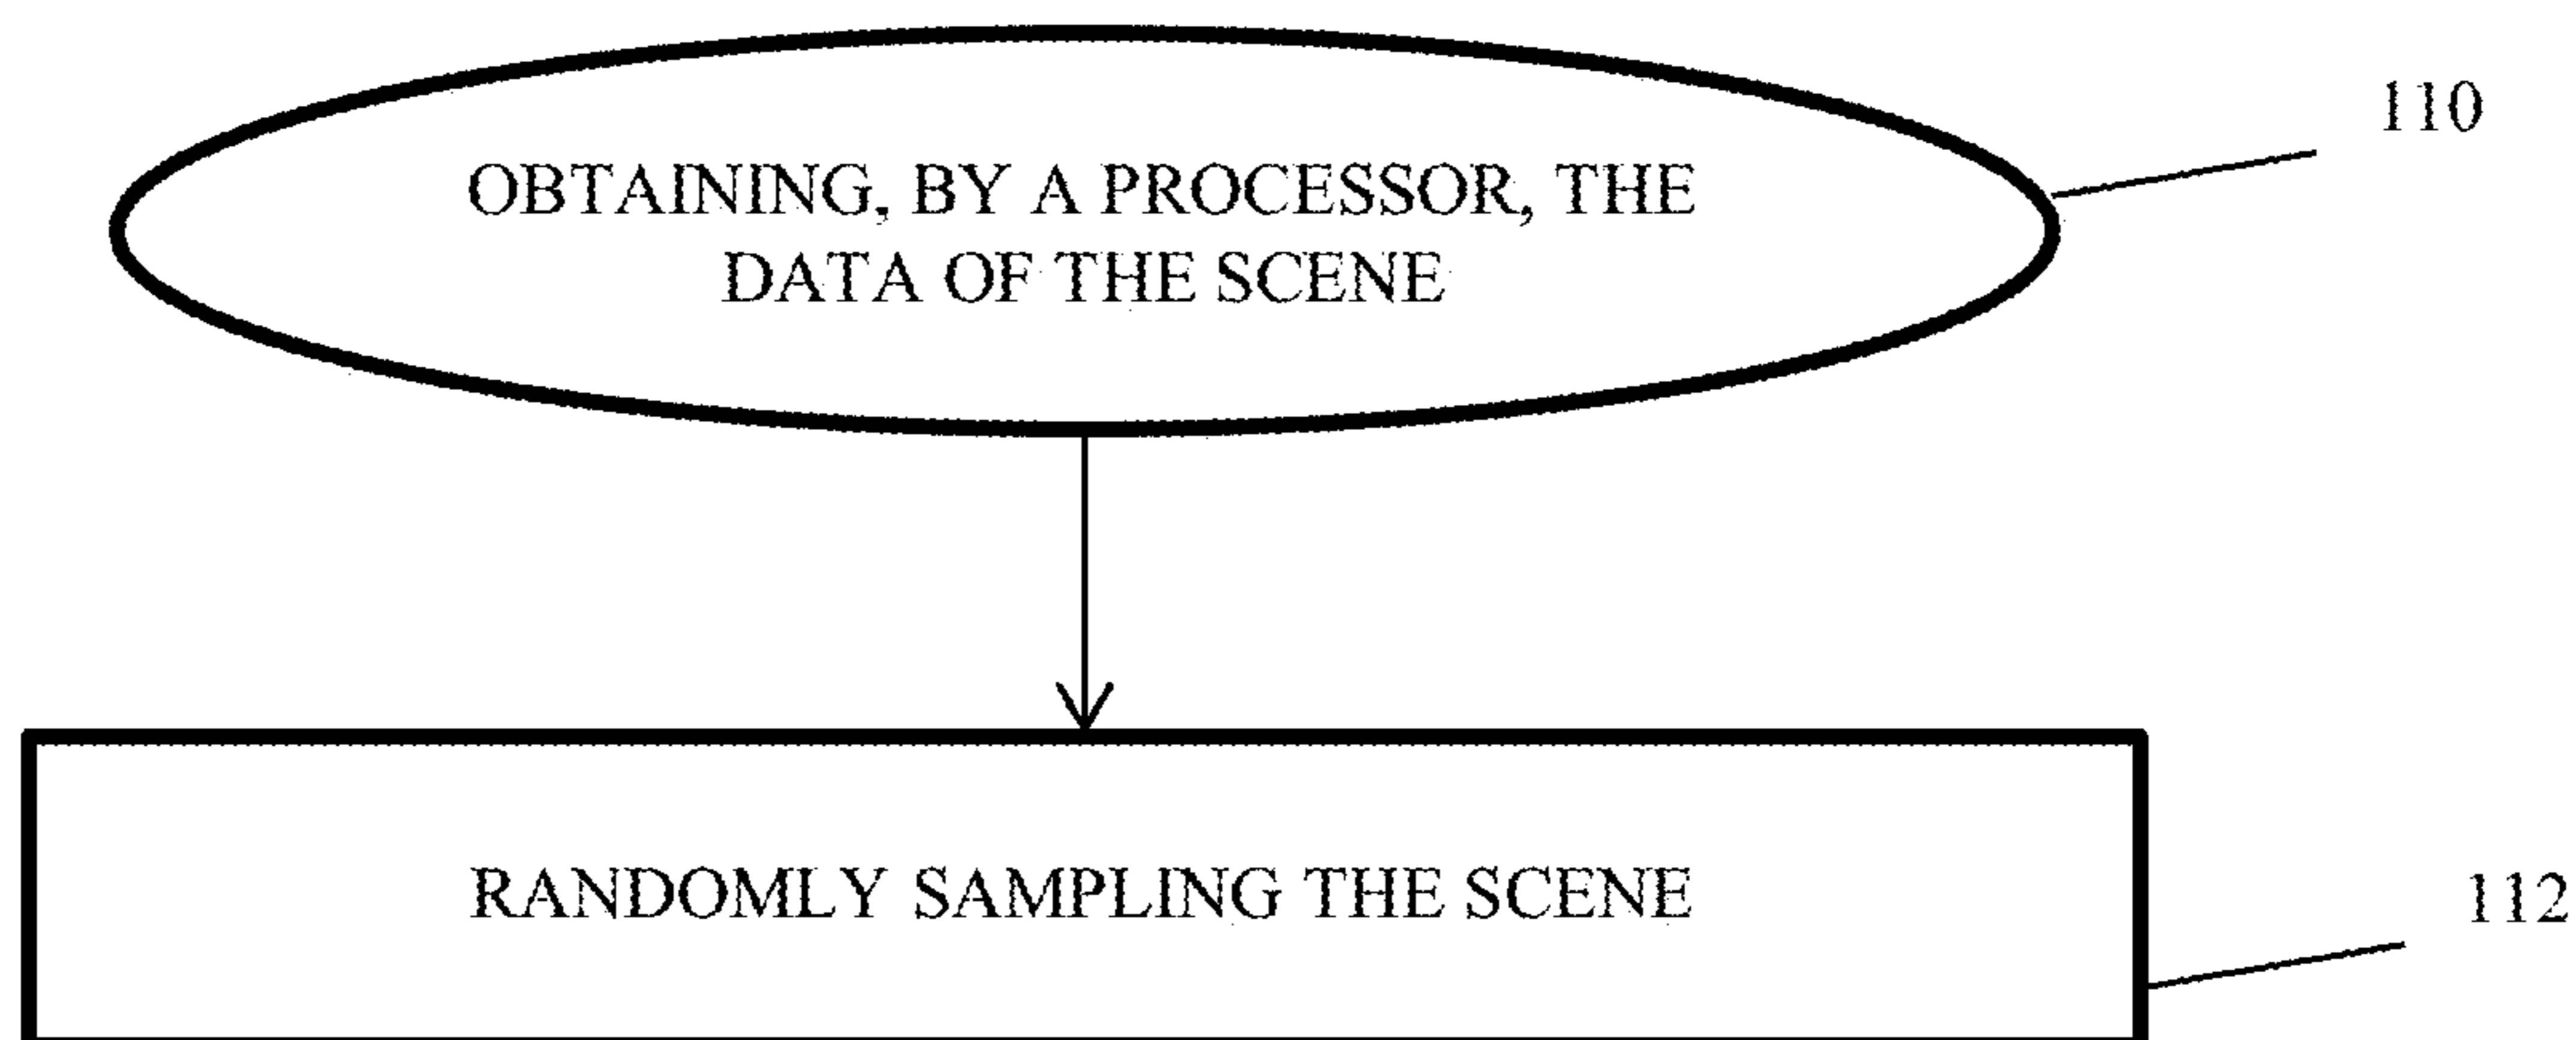 110
OBTAINING, BY A PROCESSOR, THE
DATA OF THE SCENE
RANDOMLY SAMPLING THE SCENE
112